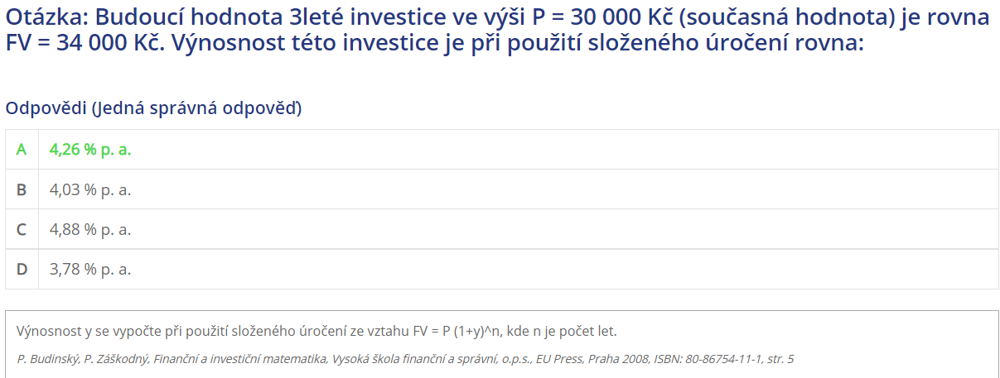 Otázka: Budoucí hodnota 3leté investice ve výši P = 30 000 Kč (současná hodnota) je rovna
FV = 34 000 Kč. Výnosnost této investice je při použití složeného úročení rovna:
Odpovědi (Jedná správná odpověď)
A 4,26 % p. a.
B 4,03 % p. a.
C 4,88 % p. a.
D 3,78 % p. a.
Výnosnost y se vypočte při použití složeného úročení ze vztahu FV = P (1+y)^n, kde n je počet let.
P. Budinský, P. Záškodný, Finanční a investiční matematika, Vysoká škola finanční a správní, o.p.s., EU Press, Praha 2008, ISBN: 80-86754-11-1, str. 5